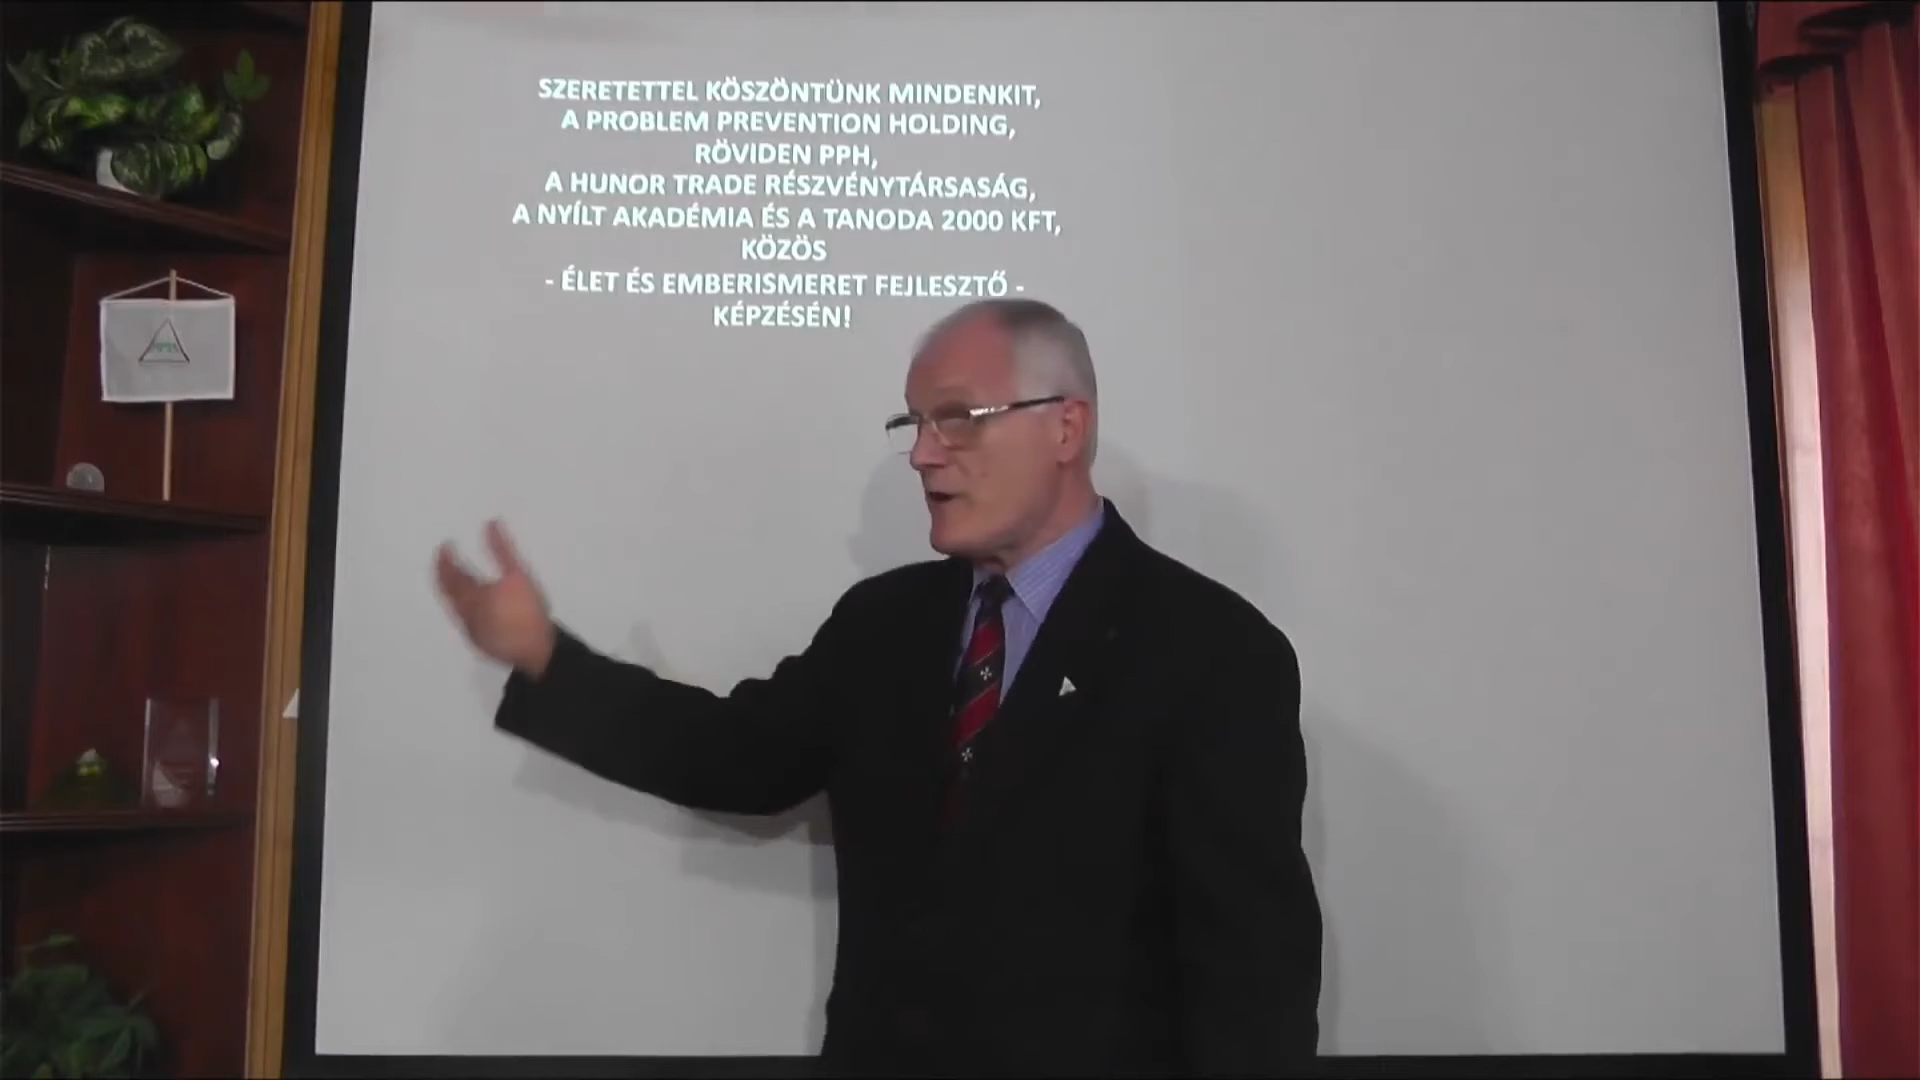 SZERETETTEL KÖSZÖNTÜNK MINDENKIT,
A PROBLEM PREVENTION HOLDING,
RÖVIDEN PPH,
A HUNOR TRADE RÉSZVÉNYTÁRSASÁG,
A NYÍLT AKADÉMIA ÉS A TANODA 2000 KFT,
KÖZÖS
- ÉLET ÉS EMBERISMERET FEJLESZTŐ -
KÉPZÉSÉN!